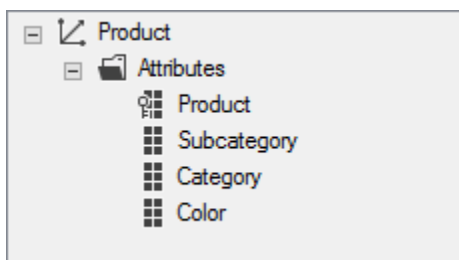 Product
Attributes
Product
Subcategory
Category
Color